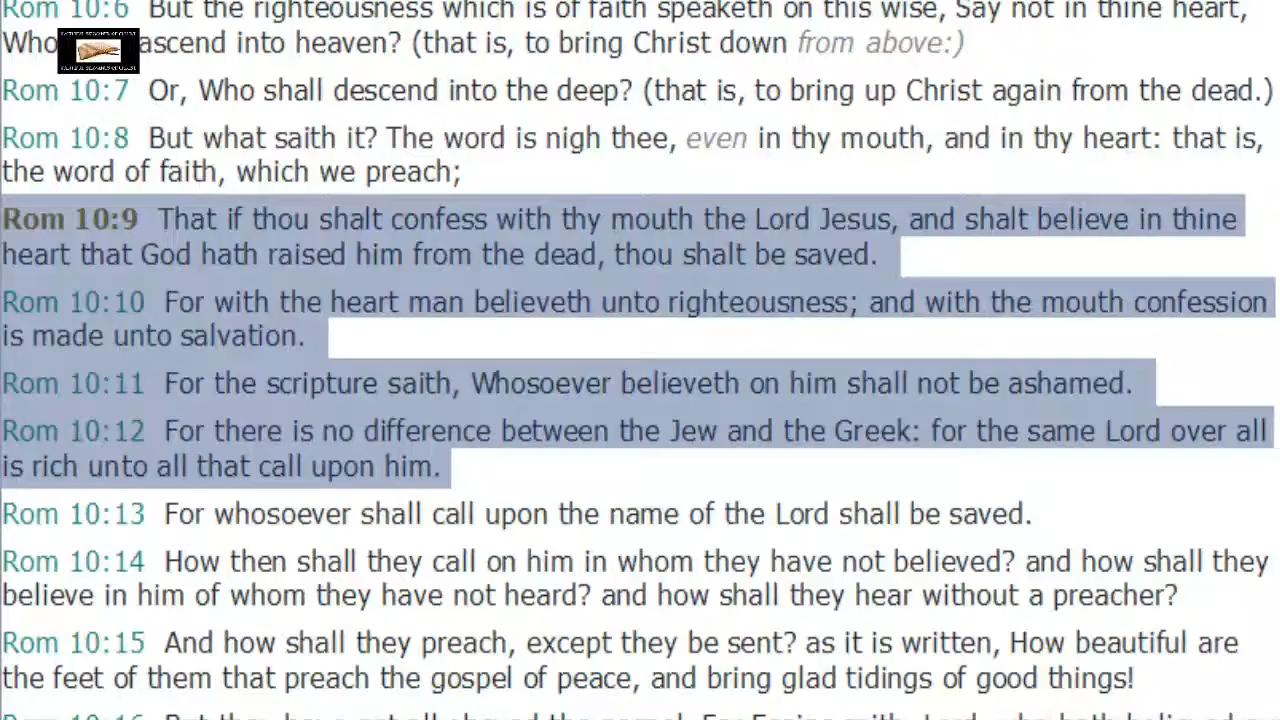 Rom 10:6 But the righteousness which is of faith speaketh on this wise, Say not in thine heart,
Who ascend into heaven? (that is, to bring Christ down from above:)
Rom 10:7 Or, Who shall descend into the deep? (that is, to bring up Christ again from the dead.)
Rom 10:8 But what saith it? The word is nigh thee, even in thy mouth, and in thy heart: that is,
the word of faith, which we preach;
Rom 10:9 That if thou shalt confess with thy mouth the Lord Jesus, and shalt believe in thine
heart that God hath raised him from the dead, thou shalt be saved.
Rom 10:10 For with the heart man believeth unto righteousness; and with the mouth confession
is made unto salvation.
Rom 10:11 For the scripture saith, Whosoever believeth on him shall not be ashamed.
Rom 10:12 For there is no difference between the Jew and the Greek: for the same Lord over all
is rich unto all that call upon him.
Rom 10:13 For whosoever shall call upon the name of the Lord shall be saved.
Rom 10:14 How then shall they call on him in whom they have not believed? and how shall they
believe in him of whom they have not heard? and how shall they hear without a preacher?
Rom 10:15 And how shall they preach, except they be sent? as it is written, How beautiful are
the feet of them that preach the gospel of peace, and bring glad tidings of good things!